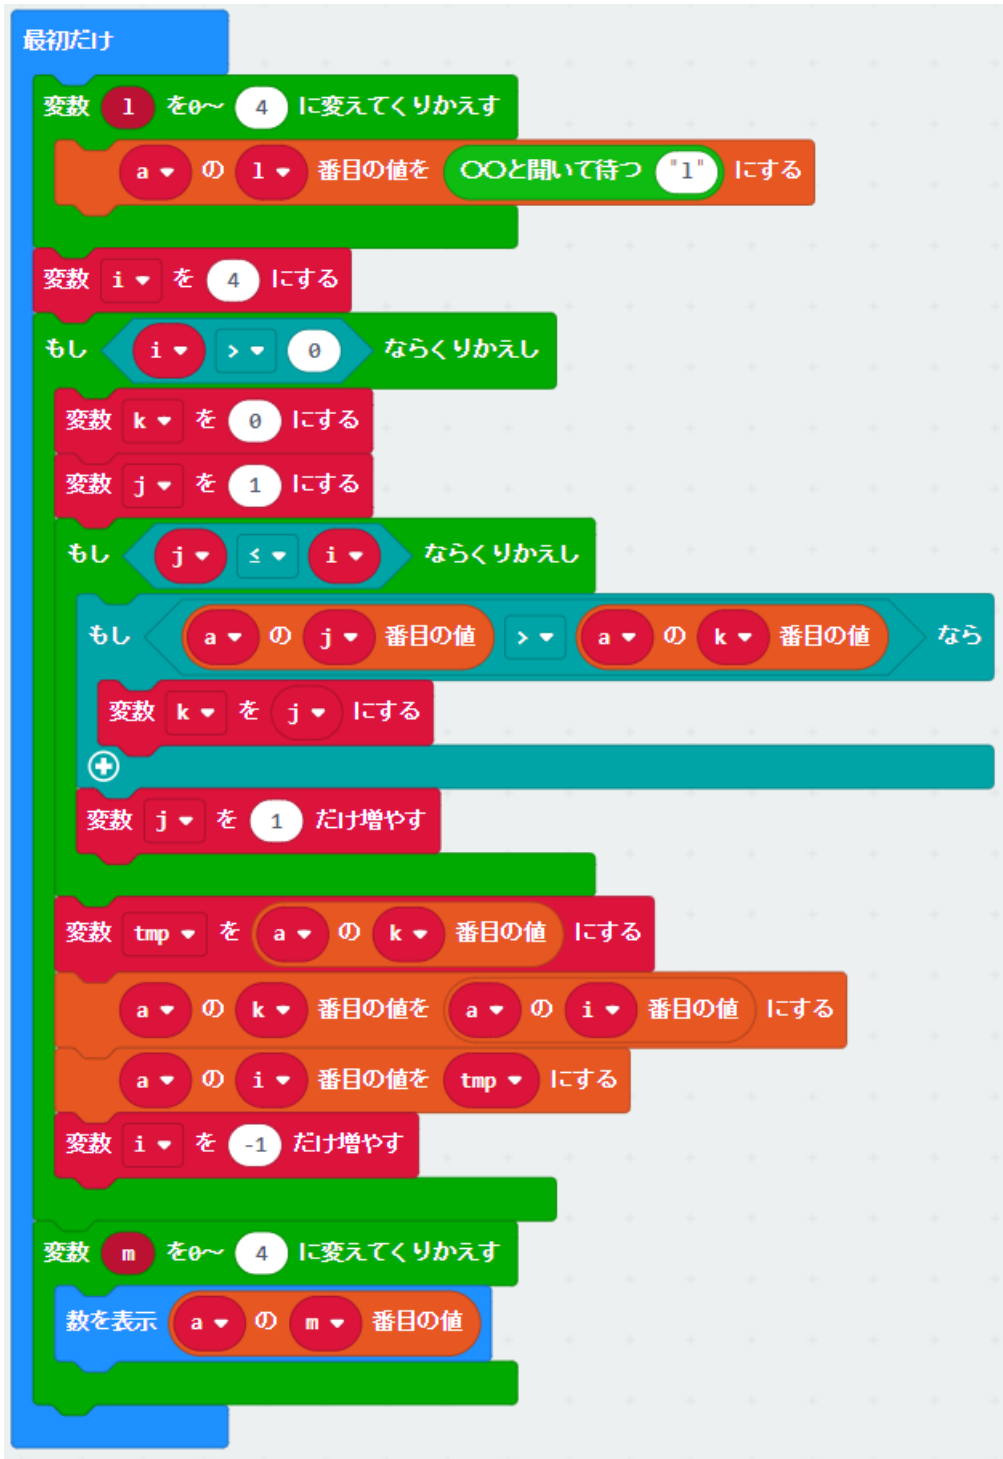 最初だけ
変数 l を0～ 4 に変えてくりかえす
a の l 番目の値を 〇〇と聞いて待つ "l" にする
変数 i を 4 にする
もし i > 0 ならくりかえし
変数 k を 0 にする
変数 j を 1 にする
もし j ≤ i ならくりかえし
もし a の j 番目の値 > a の k 番目の値 なら
変数 k を j にする
変数 j を 1 だけ増やす
変数 tmp を a の k 番目の値 にする
a の k 番目の値を a の i 番目の値 にする
a の i 番目の値を tmp にする
変数 i を -1 だけ増やす
変数 m を0～ 4 に変えてくりかえす
数を表示 a の m 番目の値